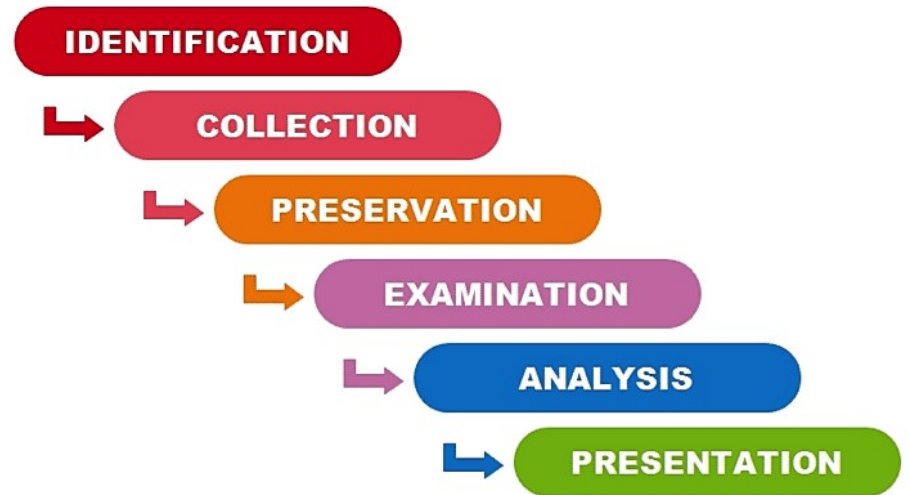 IDENTIFICATION
COLLECTION
PRESERVATION
EXAMINATION
ANALYSIS
PRESENTATION